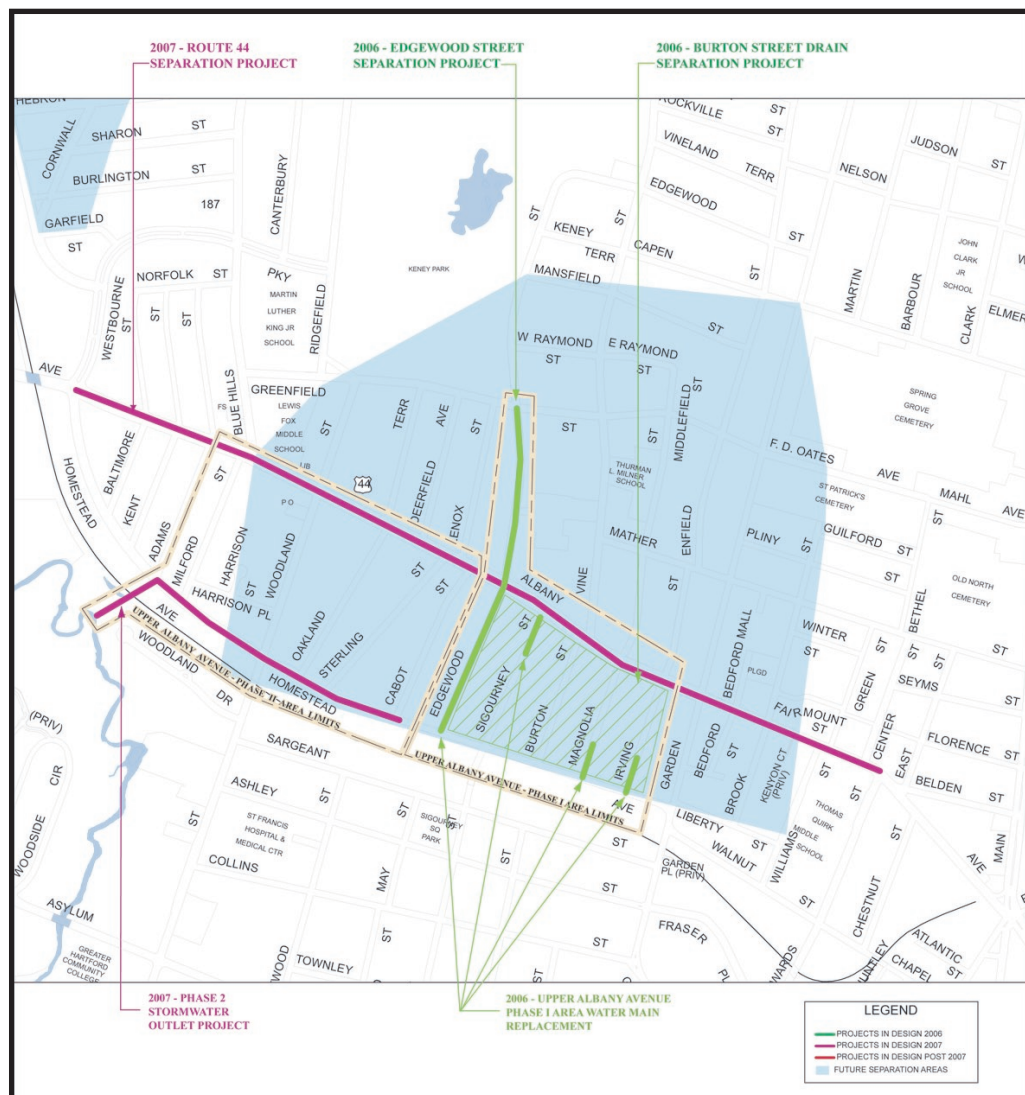 2007 - ROUTE 44
SEPARATION PROJECT
2006 - EDGEWOOD STREET
SEPARATION PROJECT
2006 - BURTON STREET DRAIN
SEPARATION PROJECT
HEBRON
CORNWALL
SHARON ST
BURLINGTON ST
GARFIELD
ST
187
CANTERBURY
WESTBOURNE
ST
NORFOLK ST
ST
ST
PKY
MARTIN
LUTHER
KING JR
SCHOOL
RIDGEFIELD
KENEY PARK
ROCKVILLE
ST
VINELAND
TERR
EDGEWOOD
ST
NELSON
JUDSON
ST
KENEY
TERR
ST
ST
CAPEN
ST
MANSFIELD
ST
MARTIN
BARBOUR
JOHN
CLARK
JR
SCHOOL
CLARK
ST
W
ELMER
AVE
BLUE HILLS
FS
GREENFIELD
ST
LEWIS
FOX
MIDDLE
SCHOOL
LIB
44
P O
TERR
AVE
ST
DEERFIELD
LENOX
W RAYMOND
ST
E RAYMOND
ST
ST
MIDDLEFIELD
ST
ST
THURMAN
L. MILNER
SCHOOL
SPRING
GROVE
CEMETERY
F. D. OATES
AVE
MAHL
AVE
ST PATRICK'S
CEMETERY
GUILFORD
ST
ST
MATHER
ST
ENFIELD
PLINY
ST
OLD NORTH
CEMETERY
HOMESTEAD
AVE
BALTIMORE
KENT
ADAMS
MILFORD
ST
HARRISON
ST
HARRISON PL
WOODLAND
OAKLAND
STERLING
ST
ST
CABOT
HOMESTEAD
EDGEWOOD
ALBANY
VINE
ST
ST
SIGOURNEY
BURTON
MAGNOLIA
IRVING
AVE
GARDEN
BEDFORD
ST
BEDFORD MALL
PLGD
BROOK
WINTER
ST
BETHEL
ST
ST
GREEN
SEYMS
ST
FAIRMOUNT
ST
CENTER
EAST
FLORENCE
ST
BELDEN
ST
KENYON CT
(PRIV)
UPPER ALBANY AVENUE - PHASE II-AREA LIMITS
UPPER ALBANY AVENUE - PHASE I AREA LIMITS
WOODLAND
DR
(PRIV)
CIR
WOODSIDE
SARGEANT
ST
ASHLEY
ST
ST FRANCIS
HOSPITAL &
MEDICAL CTR
COLLINS
ST
MAY
ST
SIGOURNEY
SQ
PARK
ST
ST
ST
LIBERTY
ST
WALNUT
ST
GARDEN
PL (PRIV)
WILLIAMS
ST
THOMAS
QUIRK
MIDDLE
SCHOOL
CHESTNUT
ST
AVE
MAIN
ASYLUM
GREATER
HARTFORD
COMMUNITY
COLLEGE
WOOD
TOWNLEY
ST
ST
FRASER
PL
WARDS
HUNTLEY
ATLANTIC
ST
CHAPEL
2007 - PHASE 2
STORMWATER
OUTLET PROJECT
2006 - UPPER ALBANY AVENUE
PHASE I AREA WATER MAIN
REPLACEMENT
LEGEND
PROJECTS IN DESIGN 2006
PROJECTS IN DESIGN 2007
PROJECTS IN DESIGN POST 2007
FUTURE SEPARATION AREAS